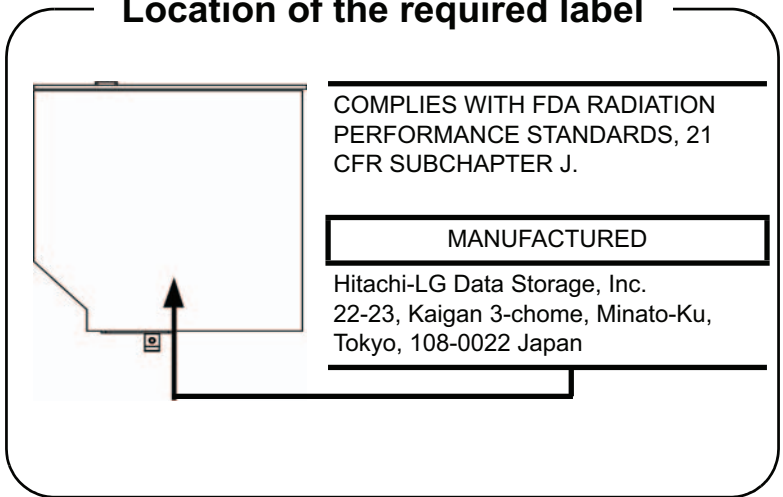 Location of the required label
COMPLIES WITH FDA RADIATION
PERFORMANCE STANDARDS, 21
CFR SUBCHAPTER J.
MANUFACTURED
Hitachi-LG Data Storage, Inc.
22-23, Kaigan 3-chome, Minato-Ku,
Tokyo, 108-0022 Japan